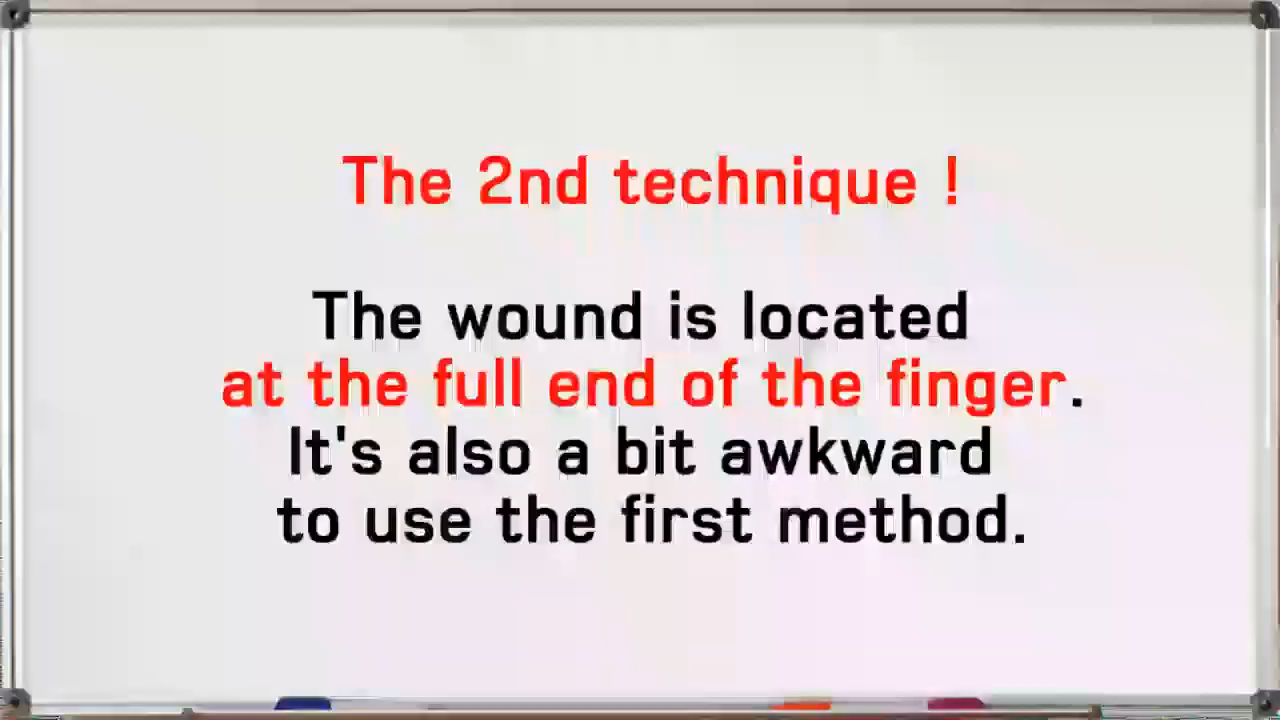 The 2nd technique !
The wound is located
at the full end of the finger.
It's also a bit awkward
to use the first method.